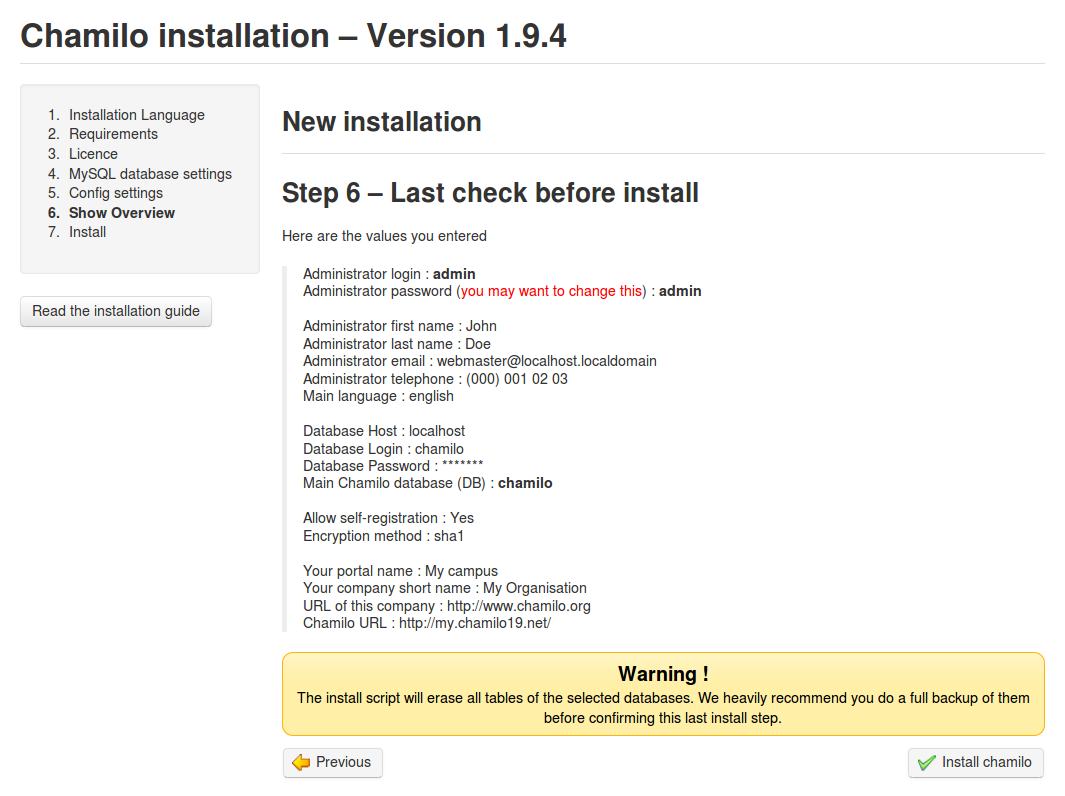 Chamilo installation – Version 1.9.4
1. Installation Language
2. Requirements
3. Licence
4. MySQL database settings
5. Config settings
6. Show Overview
7. Install
Read the installation guide
New installation
Step 6 – Last check before install
Here are the values you entered
Administrator login : admin
Administrator password (you may want to change this) : admin
Administrator first name : John
Administrator last name : Doe
Administrator email : webmaster@localhost.localdomain
Administrator telephone : (000) 001 02 03
Main language : english
Database Host : localhost
Database Login : chamilo
Database Password : *******
Main Chamilo database (DB) : chamilo
Allow self-registration : Yes
Encryption method : sha1
Your portal name : My campus
Your company short name : My Organisation
URL of this company : http://www.chamilo.org
Chamilo URL : http://my.chamilo19.net/
Warning !
The install script will erase all tables of the selected databases. We heavily recommend you do a full backup of them
before confirming this last install step.
Previous
Install chamilo